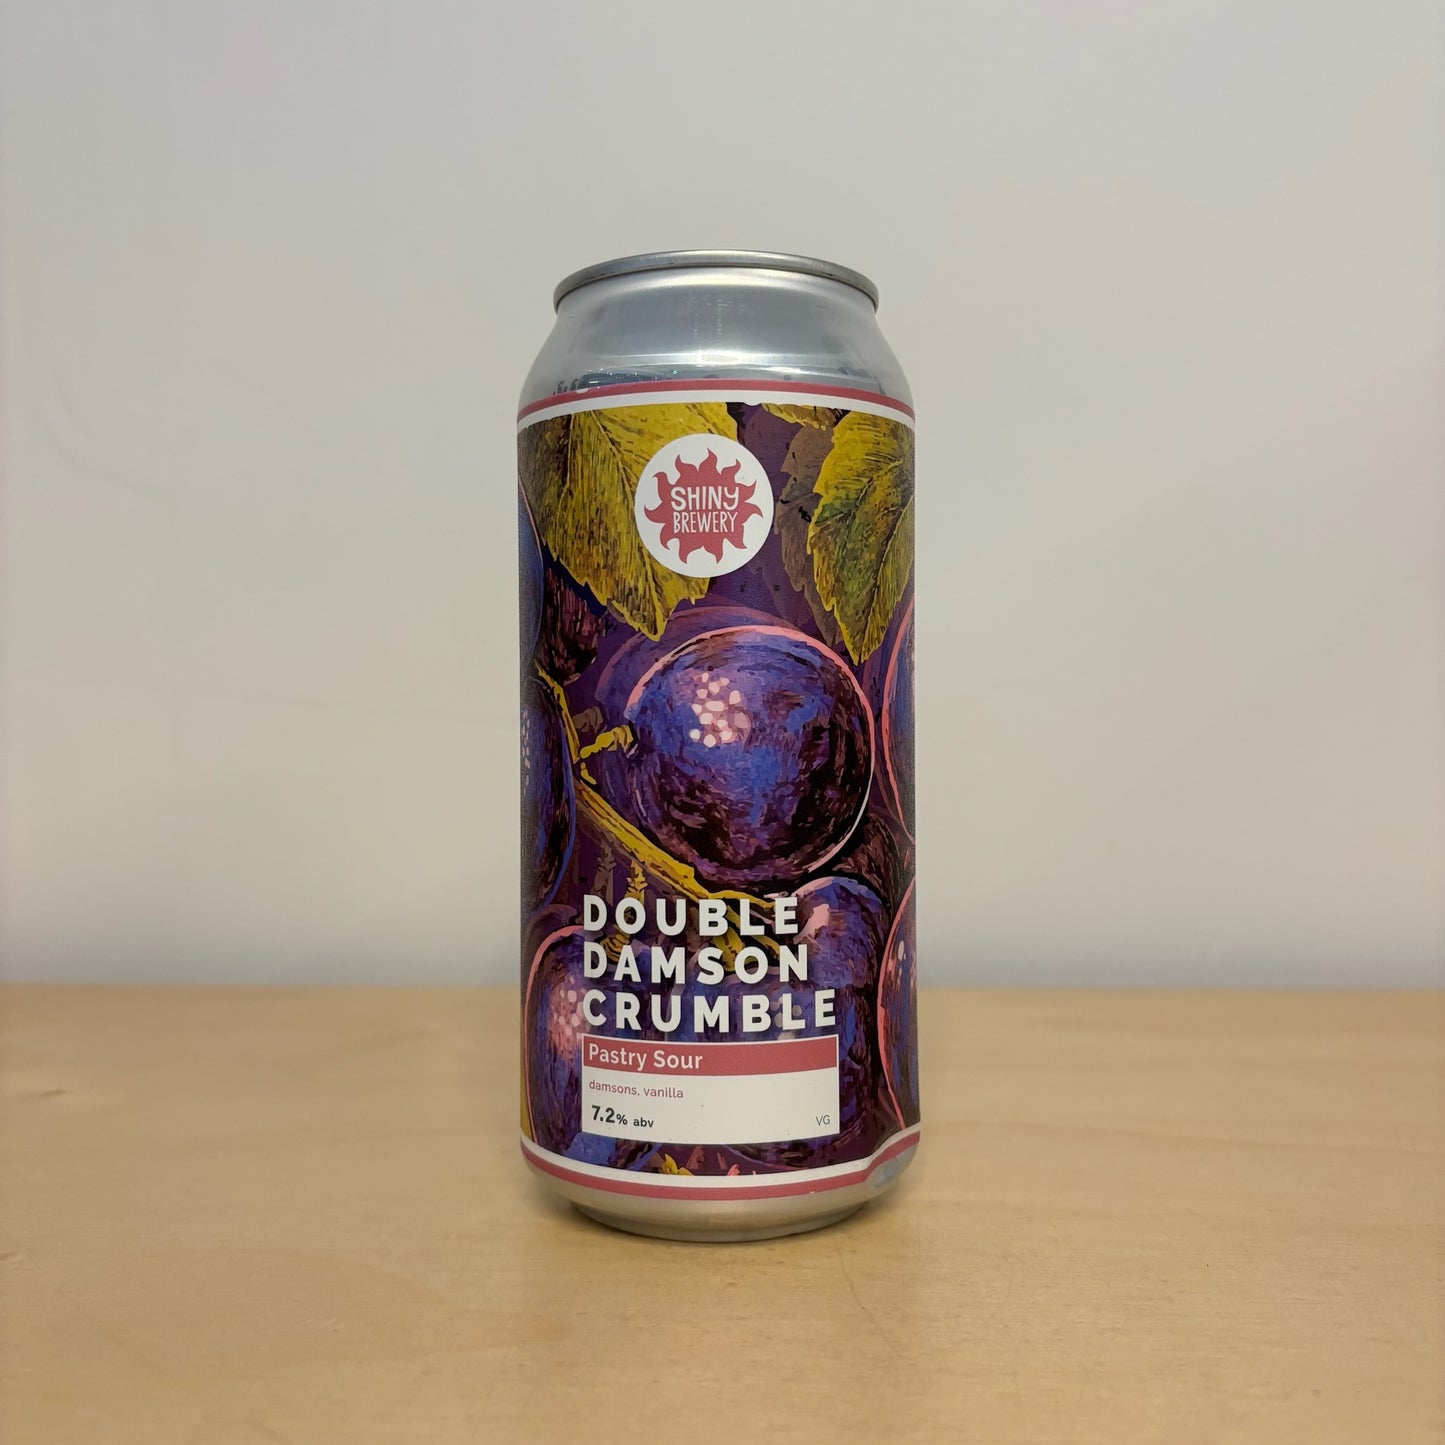 SHINY
BREWERY
DOUBLE
DAMSON
CRUMBLE
Pastry Sour
damsons, vanilla
7.2% abv
VG